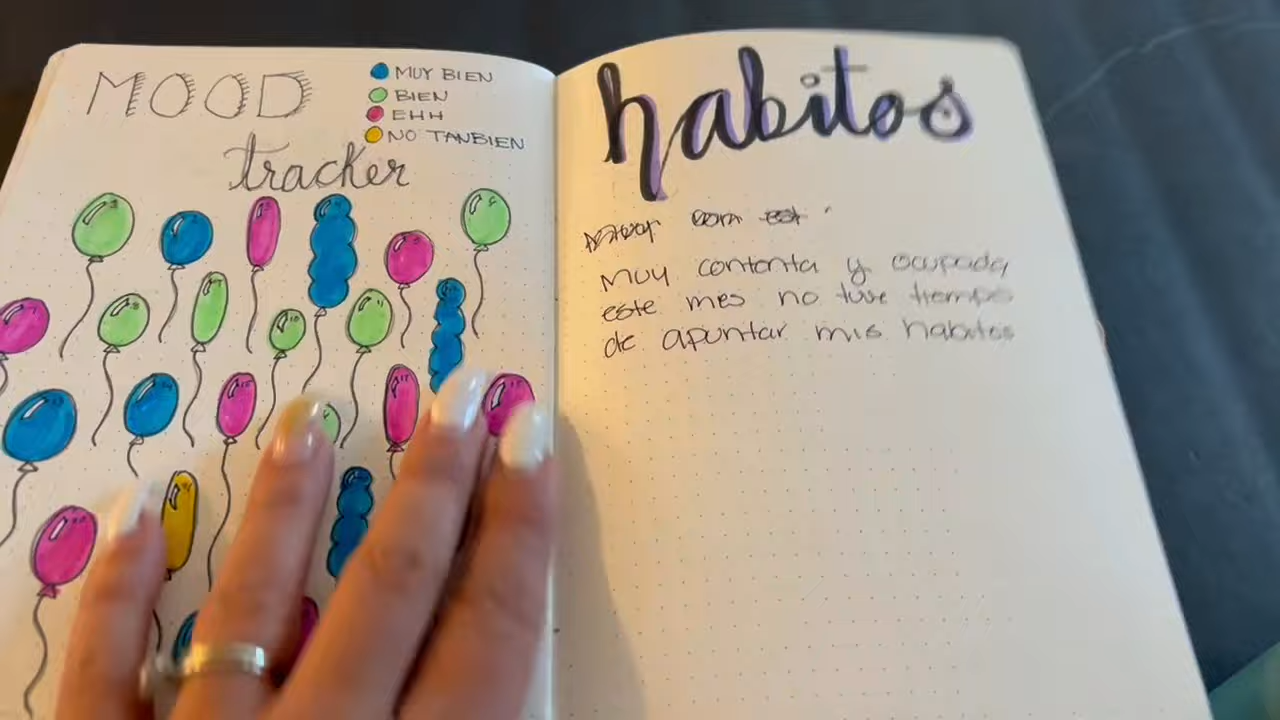 MOOD
tracker
MUY BIEN
BIEN
EHH
NO TANBIEN
habitos
muy contenta y ocupada
este mes no tuve tiempo
de apuntar mis habitos